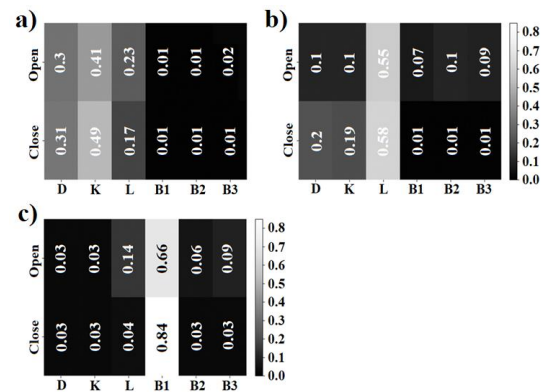 a)
Open 0.3 0.41 0.23 0.01 0.01 0.02
Close 0.31 0.49 0.17 0.01 0.01 0.01
D K L B1 B2 B3
b)
Open 0.1 0.1 0.55 0.07 0.1 0.09
Close 0.2 0.19 0.58 0.01 0.01 0.01
D K L B1 B2 B3
0.8
0.7
0.6
0.5
0.4
0.3
0.2
0.1
0.0
c)
Open 0.03 0.03 0.14 0.66 0.06 0.09
Close 0.03 0.03 0.04 0.84 0.03 0.03
D K L B1 B2 B3
0.8
0.7
0.6
0.5
0.4
0.3
0.2
0.1
0.0